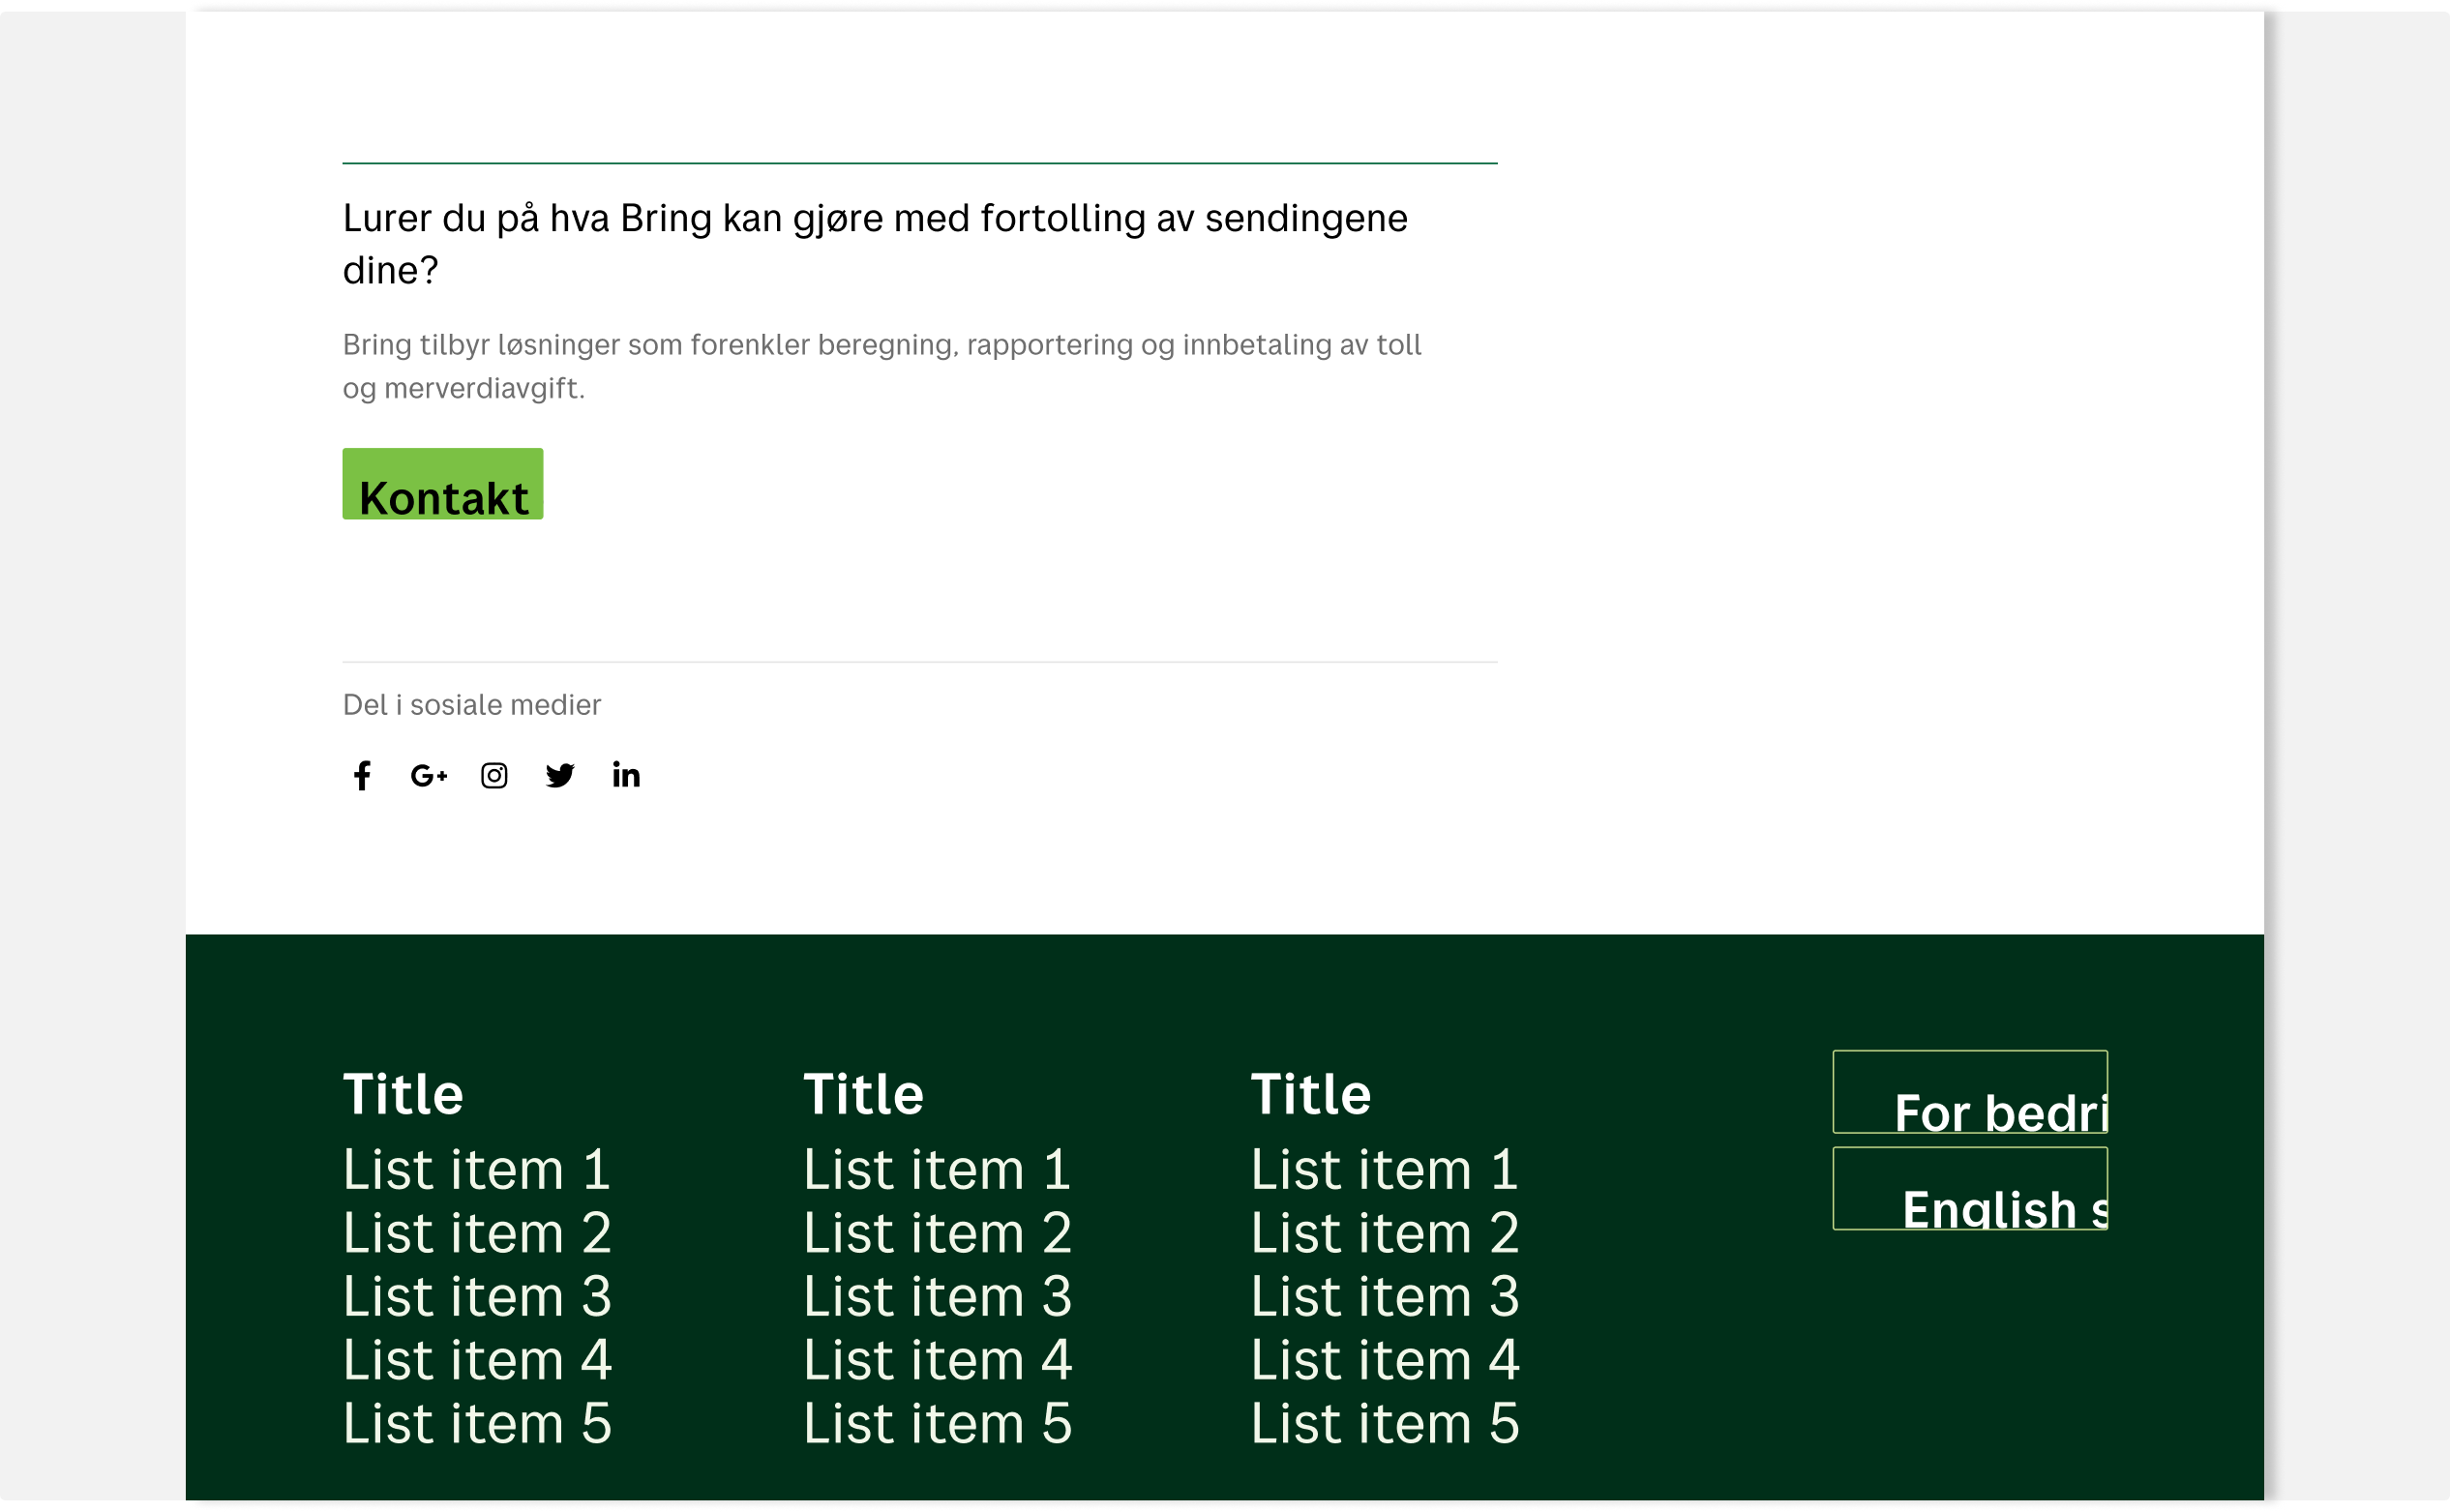 Lurer du på hva Bring kan gjøre med fortolling av sendingene
dine?
Bring tilbyr løsninger som forenkler beregning, rapportering og innbetaling av toll
og merverdiavgift.
Kontakt
Del i sosiale medier
Title
List item 1
List item 2
List item 3
List item 4
List item 5
Title
List item 1
List item 2
List item 3
List item 4
List item 5
Title
List item 1
List item 2
List item 3
List item 4
List item 5
For bedri
English s